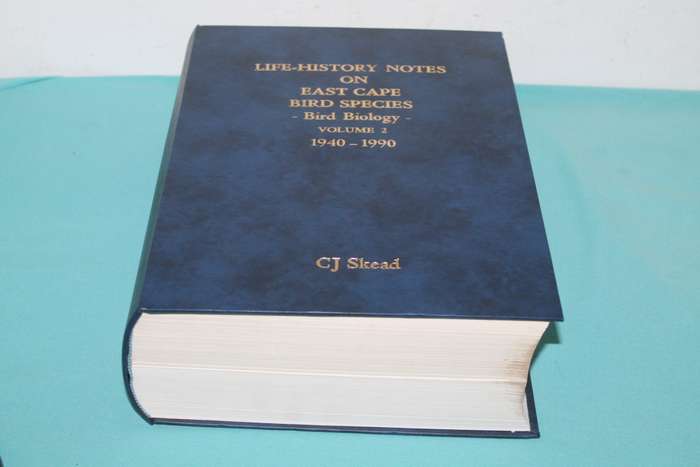 LIFE-HISTORY NOTES
ON
EAST CAPE
BIRD SPECIES
- Bird Biology -
VOLUME 2
1940 – 1990
CJ Skead